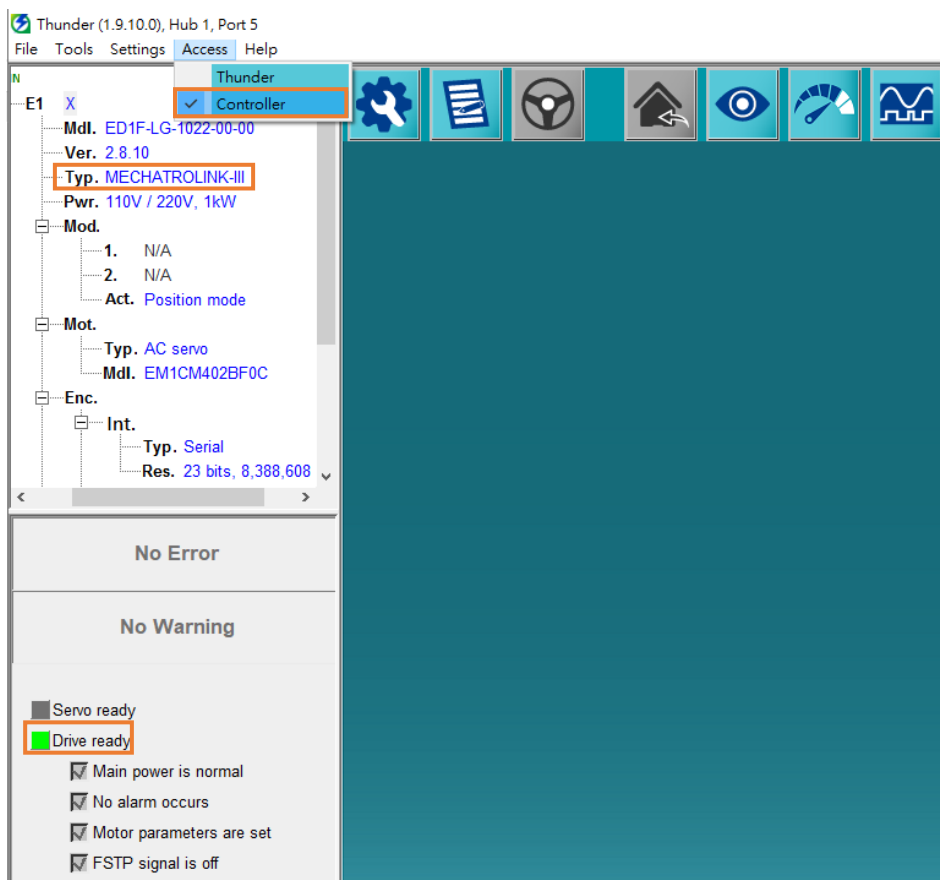 Thunder (1.9.10.0), Hub 1, Port 5
File Tools Settings Access Help
Thunder
Controller
N
E1 X
Mdl. ED1F-LG-1022-00-00
Ver. 2.8.10
Typ. MECHATROLINK-III
Pwr. 110V / 220V, 1kW
Mod.
1. N/A
2. N/A
Act. Position mode
Mot.
Typ. AC servo
Mdl. EM1CM402BF0C
Enc.
Int.
Typ. Serial
Res. 23 bits, 8,388,608
No Error
No Warning
Servo ready
Drive ready
Main power is normal
No alarm occurs
Motor parameters are set
FSTP signal is off